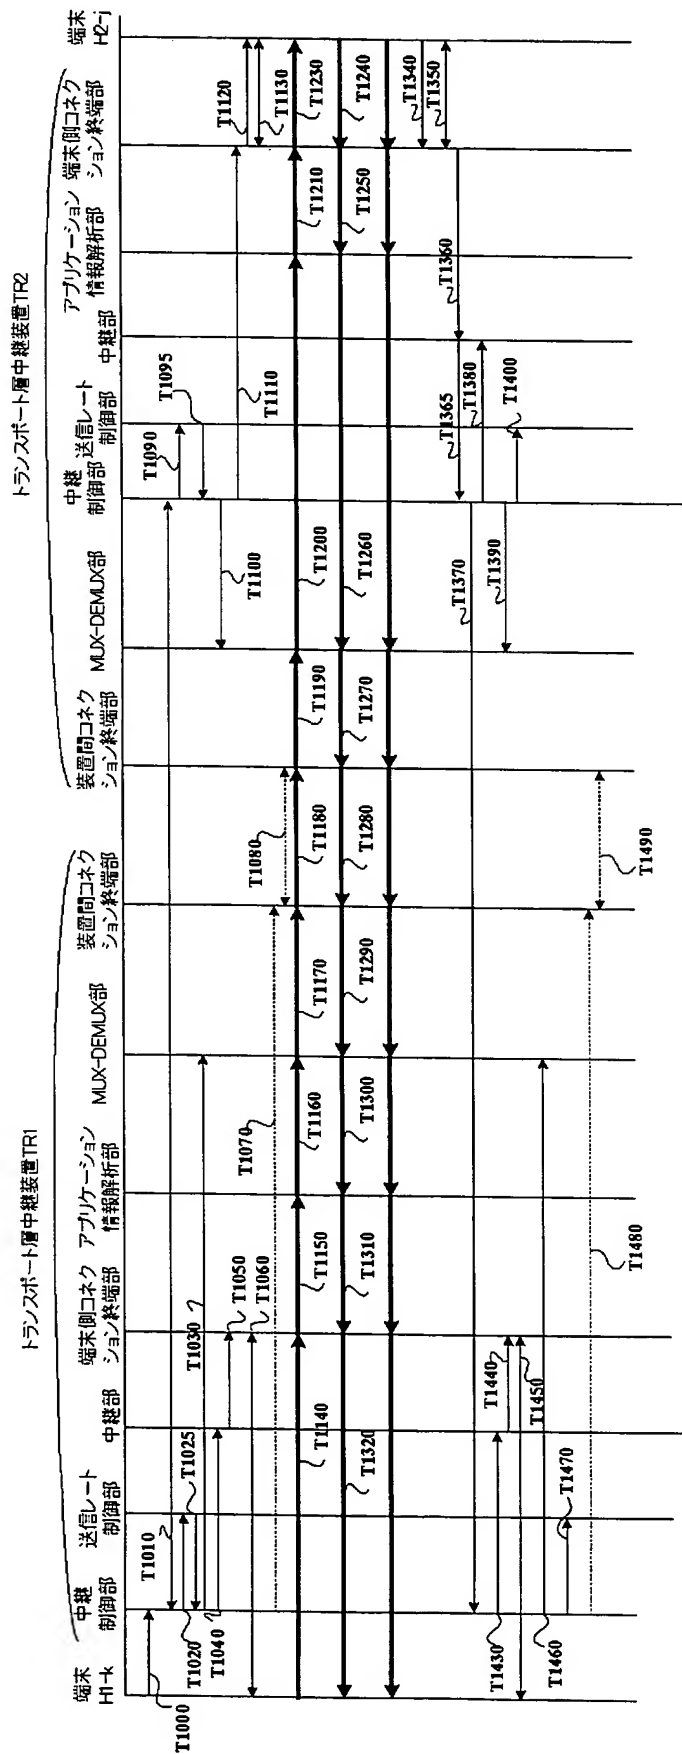 トランスポート層中継装置TR1
トランスポート層中継装置TR2
端末
H1-k
中継
制御部
送信レート
制御部
中継部
端末側コネク
ション終端部
アプリケーション
情報解析部
MUX-DEMUX部
装置間コネク
ション終端部
装置間コネク
ション終端部
MUX-DEMUX部
中継
制御部
送信レート
制御部
中継部
アプリケーション
情報解析部
端末側コネク
ション終端部
端末
H2-j
T1000
T1010
T1020
T1025
T1030
T1040
T1050
T1060
T1070
T1080
T1090
T1095
T1100
T1110
T1120
T1130
T1140
T1150
T1160
T1170
T1180
T1190
T1200
T1210
T1230
T1240
T1250
T1260
T1270
T1280
T1290
T1300
T1310
T1320
T1340
T1350
T1360
T1365
T1370
T1380
T1390
T1400
T1430
T1440
T1450
T1460
T1470
T1480
T1490